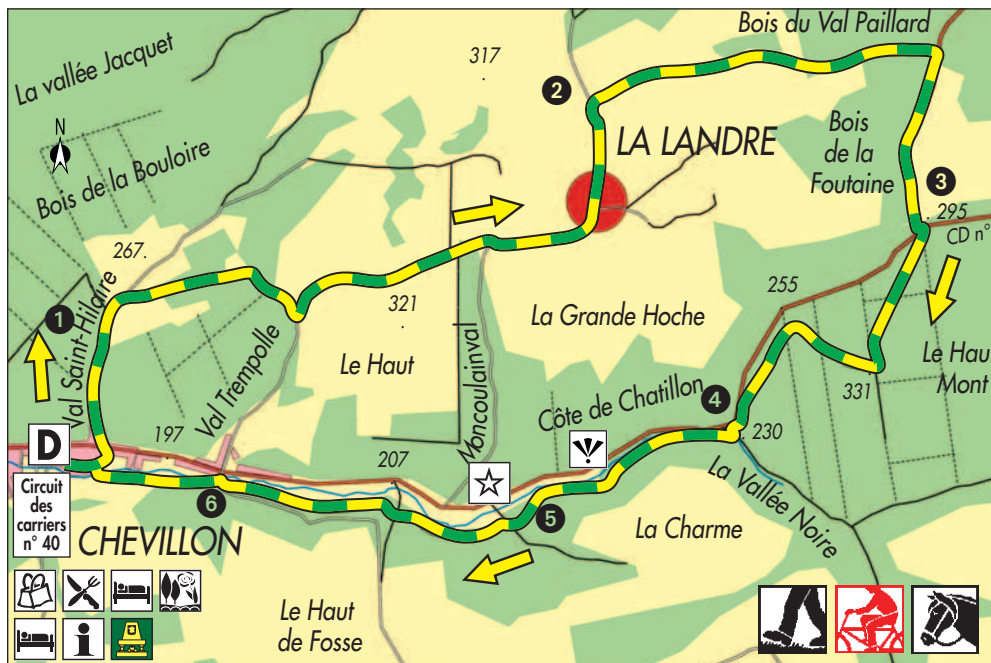 Bois du Val Paillard
La vallée Jacquet
317
N
2
LA LANDRE
Bois
de la
Foutaine
3
Bois de la Bouloire
295
CD n°
267
1
Val Saint-Hilaire
321
La Grande Hoche
255
Val Trempolle
Le Haut
Moncoulainval
Le Hau
Mont
331
Côte de Chatillon
4
230
D
197
207
La Vallée Noire
Circuit
des
carriers
n° 40
6
5
CHEVILLON
La Charme
Le Haut
de Fosse
i